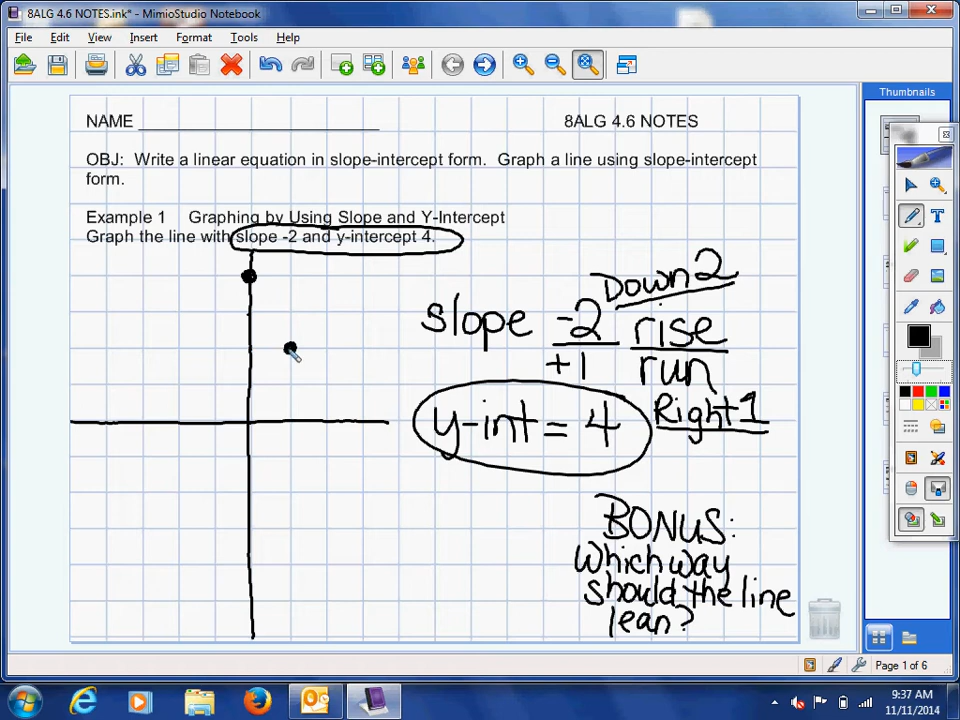 8ALG 4.6 NOTES.ink* - MimioStudio Notebook
File Edit View Insert Format Tools Help
Thumbnails
NAME ___________________________ 8ALG 4.6 NOTES
OBJ: Write a linear equation in slope-intercept form. Graph a line using slope-intercept
form.
Example 1 Graphing by Using Slope and Y-Intercept
Graph the line with slope -2 and y-intercept 4.
Down 2
slope -2 rise
+1 run
y-int = 4 Right 1
BONUS:
Which way
should the line
lean?
Page 1 of 6
9:37 AM
11/11/2014